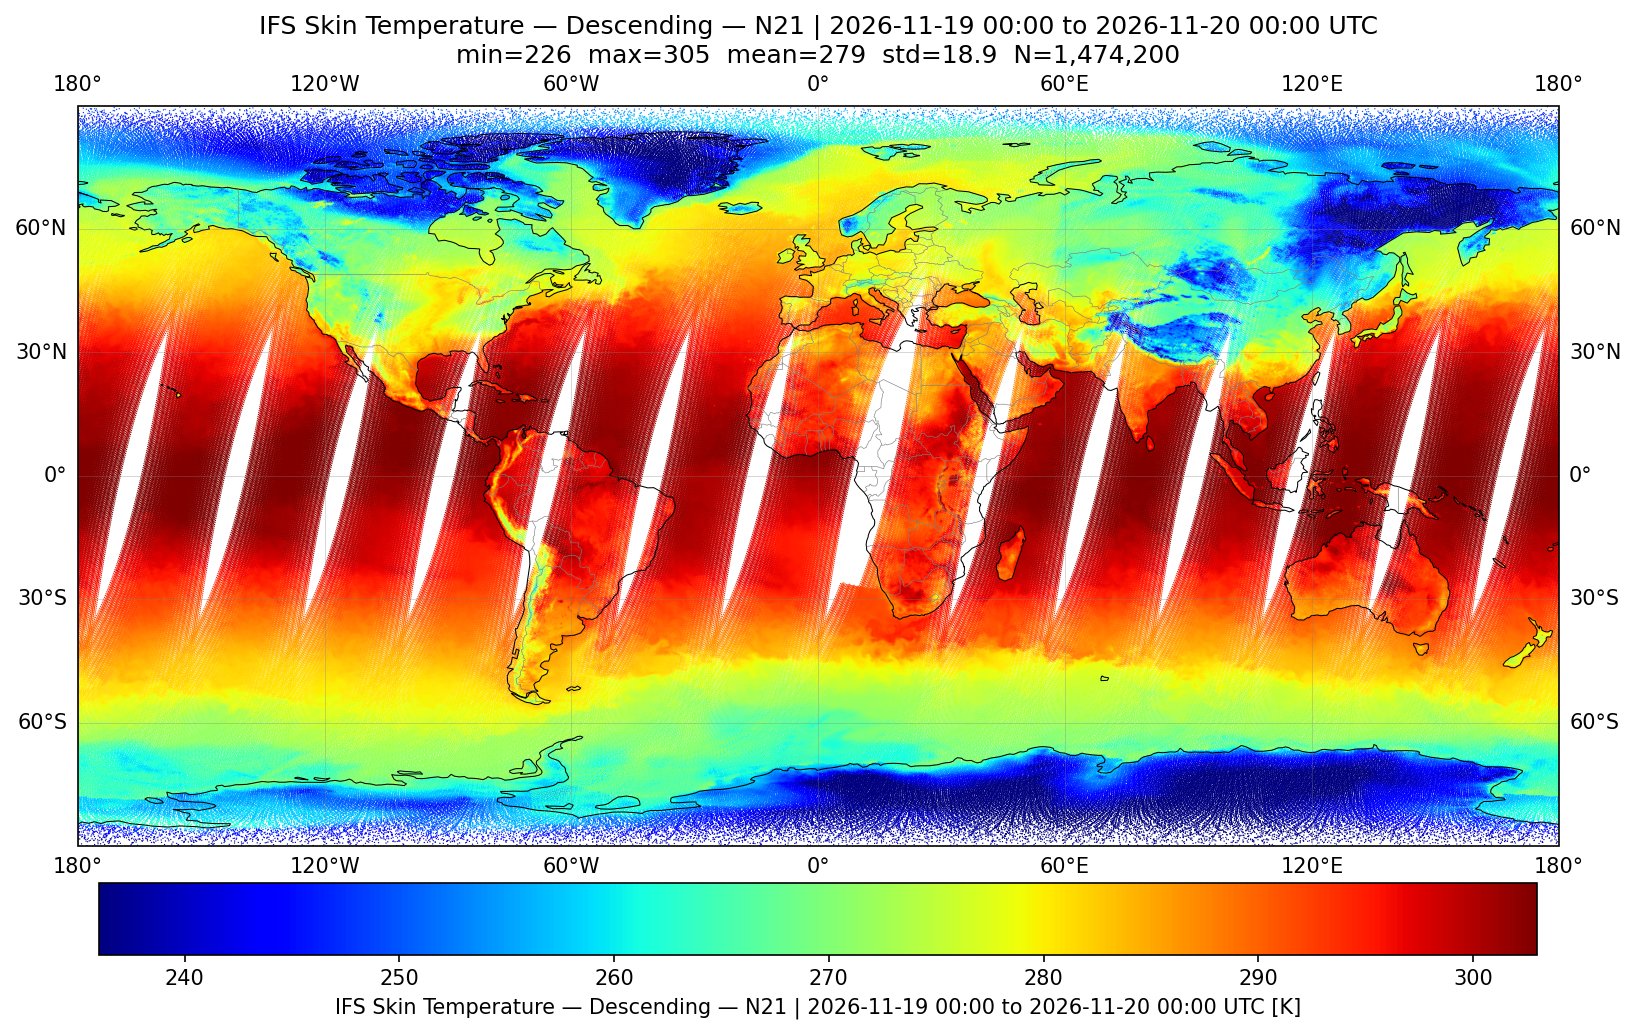 IFS Skin Temperature — Descending — N21 | 2026-11-19 00:00 to 2026-11-20 00:00 UTC
min=226 max=305 mean=279 std=18.9 N=1,474,200
180° 120°W 60°W 0° 60°E 120°E 180°
60°N 60°N
30°N 30°N
0° 0°
30°S 30°S
60°S 60°S
180° 120°W 60°W 0° 60°E 120°E 180°
240 250 260 270 280 290 300
IFS Skin Temperature — Descending — N21 | 2026-11-19 00:00 to 2026-11-20 00:00 UTC [K]